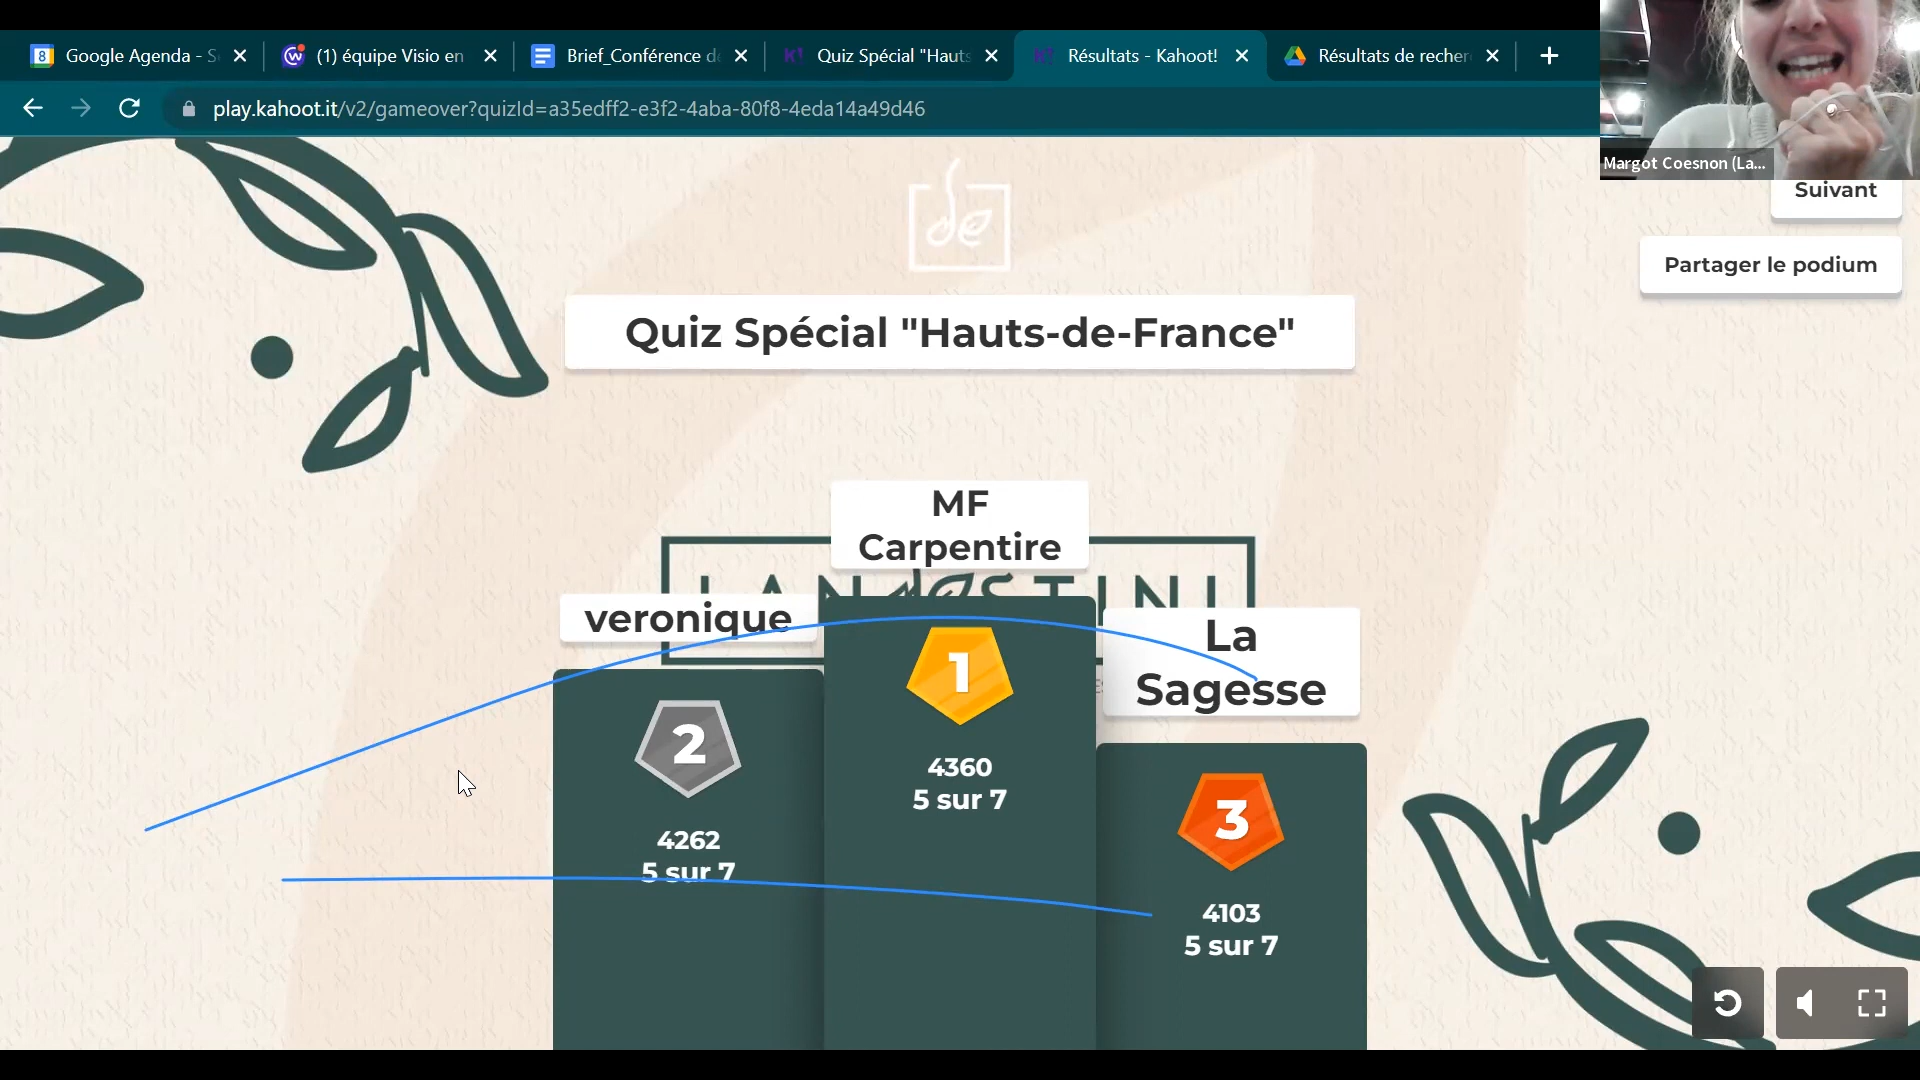 Google Agenda - S
(1) équipe Visio en
Brief_Conférence d
Quiz Spécial "Hauts
Résultats - Kahoot!
Résultats de recher
play.kahoot.it/v2/gameover?quizId=a35edff2-e3f2-4aba-80f8-4eda14a49d46
Margot Coesnon (La...
Suivant
de
Partager le podium
Quiz Spécial "Hauts-de-France"
MF
Carpentire
veronique
La
Sagesse
1
4360
5 sur 7
2
4262
5 sur 7
3
4103
5 sur 7